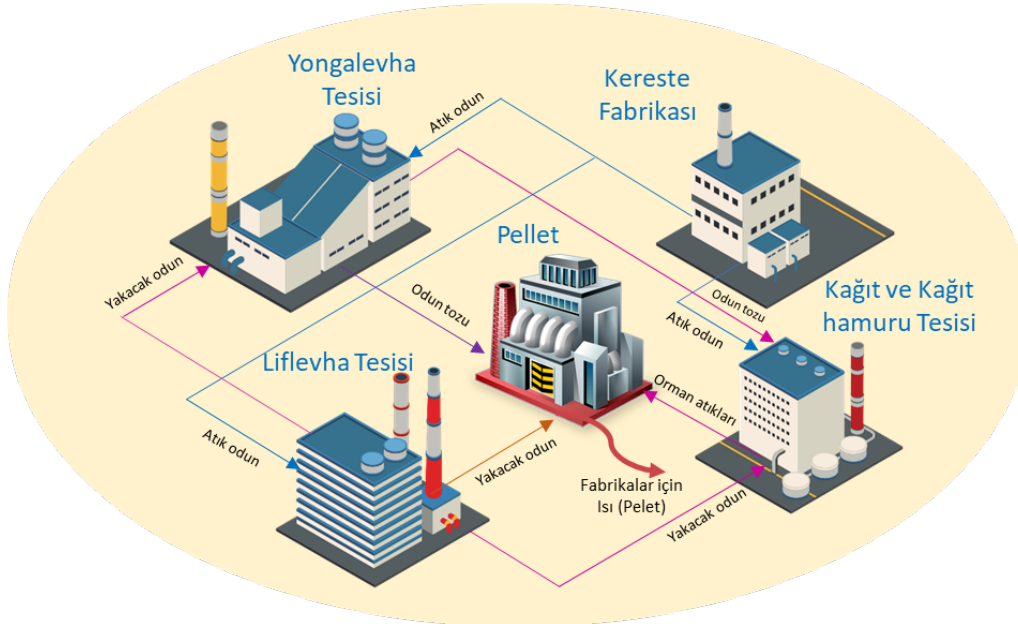 Yongalevha
Tesisi
Kereste
Fabrikası
Atık odun
Pellet
Yakacak odun
Odun tozu
Odun tozu
Atık odun
Kağıt ve Kağıt
hamuru Tesisi
Liflevha Tesisi
Orman atıkları
Atık odun
Yakacak odun
Fabrikalar için
Isı (Pelet)
Yakacak odun